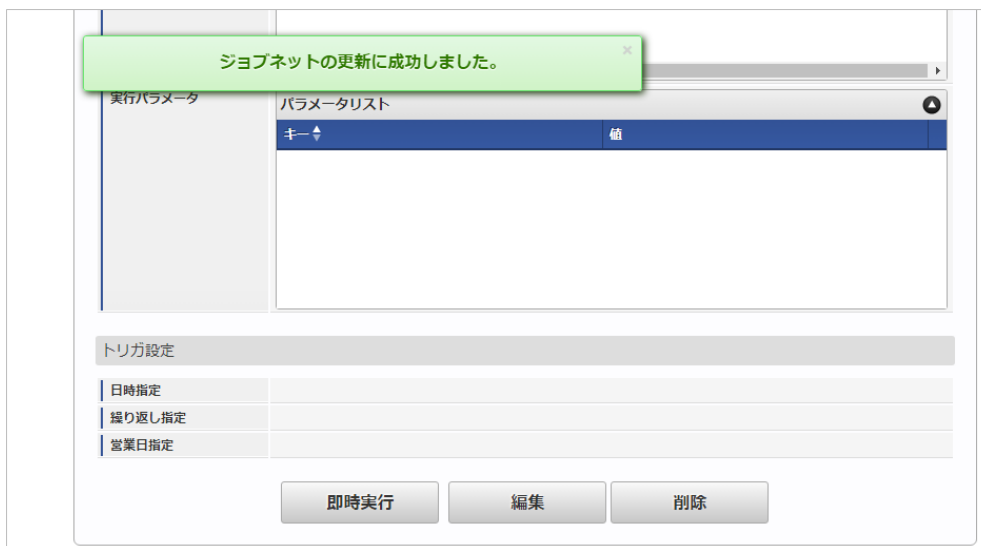 ジョブネットの更新に成功しました。
×
実行パラメータ
パラメータリスト
キー 値
トリガ設定
日時指定
繰り返し指定
営業日指定
即時実行 編集 削除